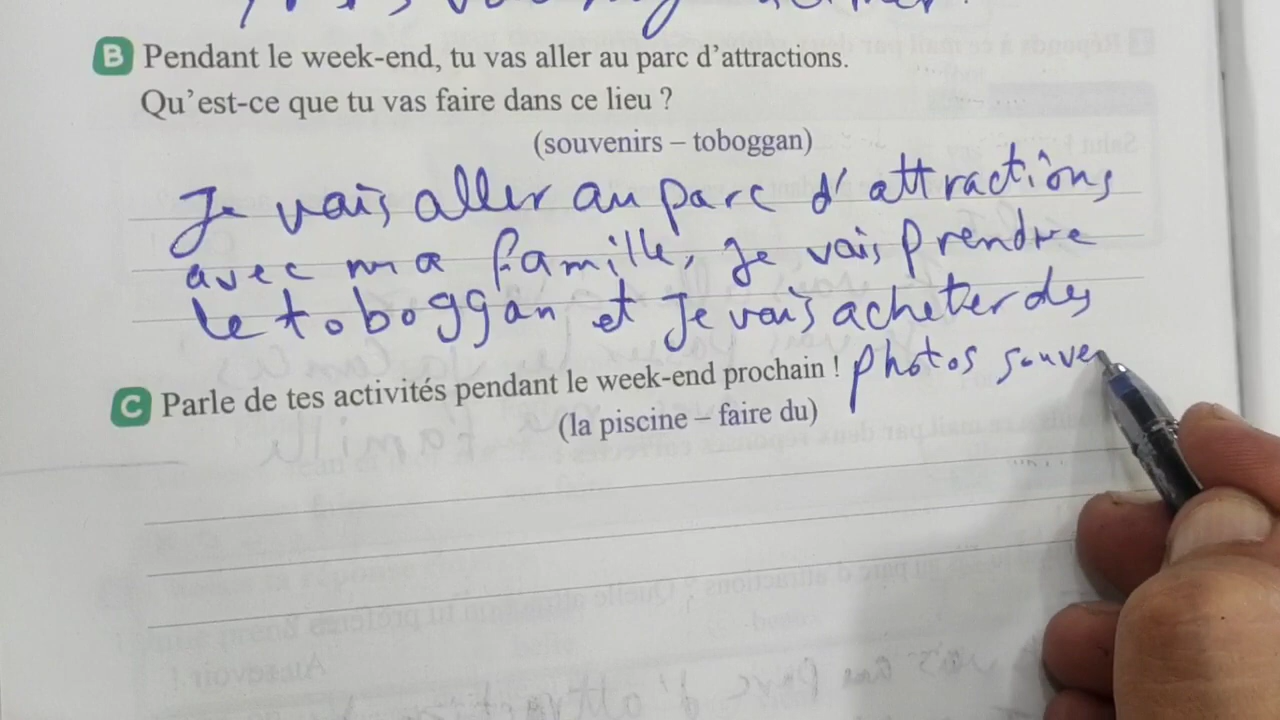 B Pendant le week-end, tu vas aller au parc d'attractions.
Qu'est-ce que tu vas faire dans ce lieu ?
(souvenirs – toboggan)
Je vais aller au parc d'attractions
avec ma famille, Je vais prendre
le toboggan et Je vais acheter des
photos souve
C Parle de tes activités pendant le week-end prochain !
(la piscine – faire du)